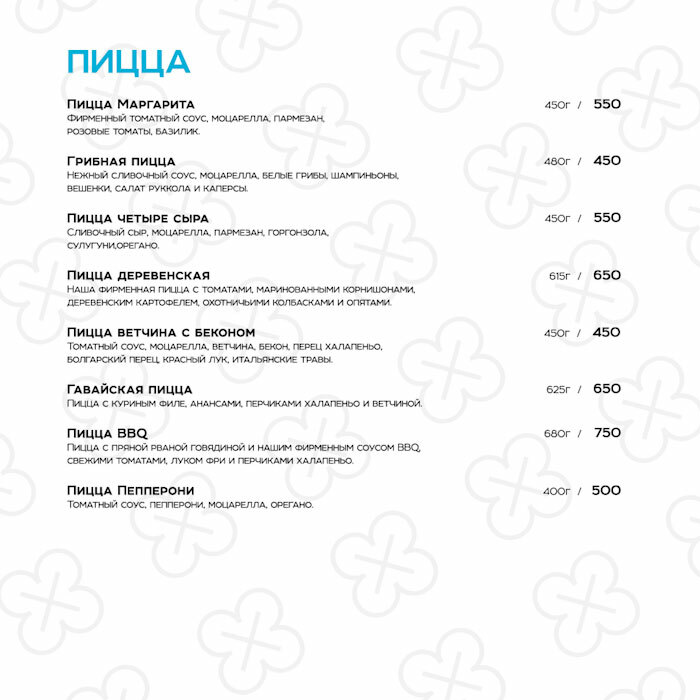 ПИЦЦА
Пицца Маргарита 450г / 550
Фирменный томатный соус, моцарелла, пармезан,
розовые томаты, базилик.
Грибная пицца 480г / 450
Нежный сливочный соус, моцарелла, белые грибы, шампиньоны,
вешенки, салат руккола и каперсы.
Пицца четыре сыра 450г / 550
Сливочный сыр, моцарелла, пармезан, горгонзола,
сулугуни,орегано.
Пицца деревенская 615г / 650
Наша фирменная пицца с томатами, маринованными корнишонами,
деревенским картофелем, охотничьими колбасками и опятами.
Пицца ветчина с беконом 450г / 450
Томатный соус, моцарелла, ветчина, бекон, перец халапеньо,
болгарский перец, красный лук, итальянские травы.
Гавайская пицца 625г / 650
Пицца с куриным филе, анансами, перчиками халапеньо и ветчиной.
Пицца BBQ 680г / 750
Пицца с пряной рваной говядиной и нашим фирменным соусом BBQ,
свежими томатами, луком фри и перчиками халапеньо.
Пицца Пепперони 400г / 500
Томатный соус, пепперони, моцарелла, орегано.